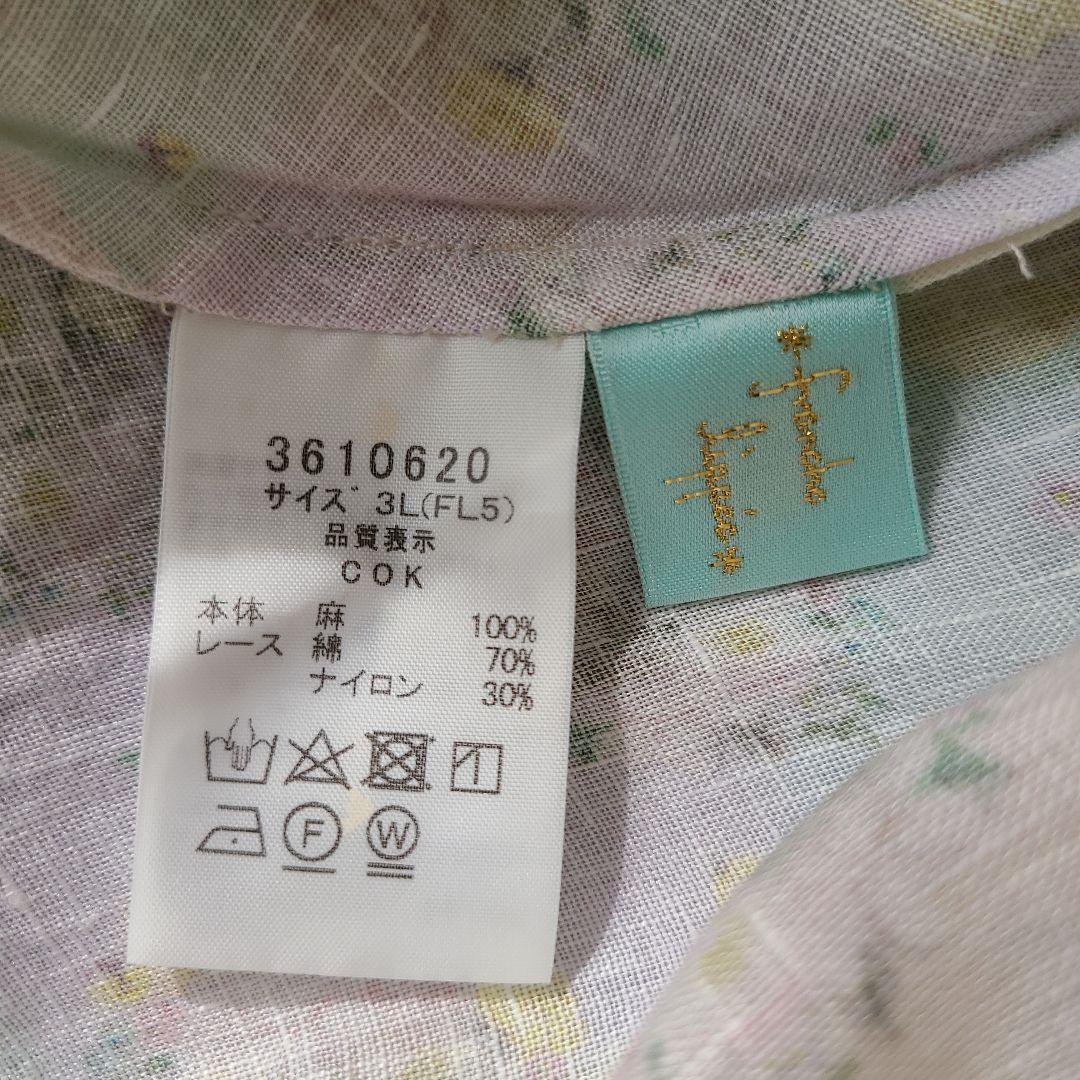 3610620
サイズ 3L(FL5)
品質表示
COK
本体 麻 100%
レース 綿 70%
ナイロン 30%
F W
franche
lippée